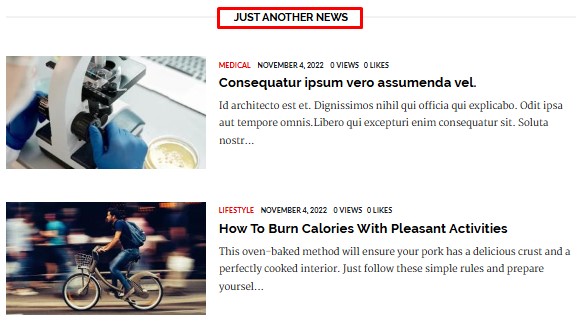 JUST ANOTHER NEWS
MEDICAL NOVEMBER 4, 2022 0 VIEWS 0 LIKES
Consequatur ipsum vero assumenda vel.
Id architecto est et. Dignissimos nihil qui officia qui explicabo. Odit ipsa
aut tempore omnis.Libero qui excepturi enim consequatur sit. Soluta
nostr...
LIFESTYLE NOVEMBER 4, 2022 0 VIEWS 0 LIKES
How To Burn Calories With Pleasant Activities
This oven-baked method will ensure your pork has a delicious crust and a
perfectly cooked interior. Just follow these simple rules and prepare
yoursel...